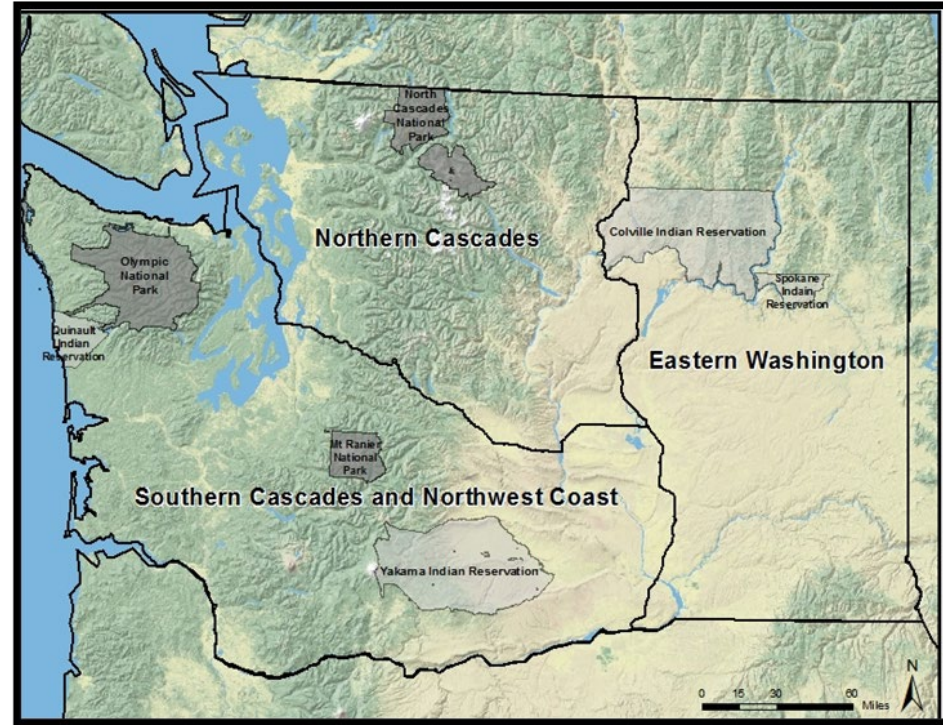 North
Cascades
National
Park
&
Northern Cascades
Colville Indian Reservation
Olympic
National
Park
Spokane
Indain
Reservation
Quinault
Indian
Reservation
Eastern Washington
Mt Ranier
National
Park
Southern Cascades and Northwest Coast
Yakama Indian Reservation
N
0 15 30 60
Miles